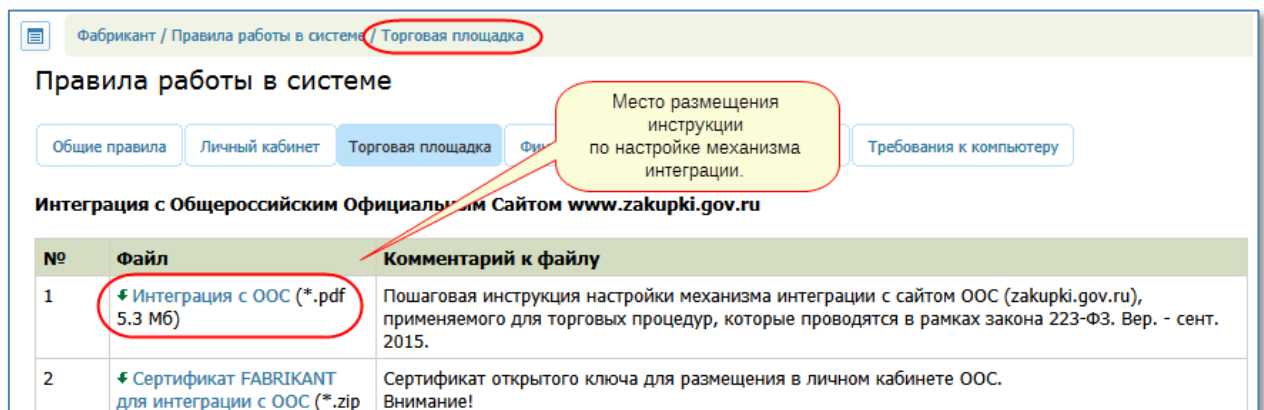 Фабрикант / Правила работы в системе / Торговая площадка
Правила работы в системе
Место размещения
инструкции
по настройке механизма
интеграции.
Общие правила
Личный кабинет
Торговая площадка
Требования к компьютеру
Интеграция с Общероссийским Официальным Сайтом www.zakupki.gov.ru
№ Файл Комментарий к файлу
1 Интеграция с ООС (*.pdf Пошаговая инструкция настройки механизма интеграции с сайтом ООС (zakupki.gov.ru),
5.3 Мб) применяемого для торговых процедур, которые проводятся в рамках закона 223-ФЗ. Вер. - сент.
2015.
2 Сертификат FABRIKANT Сертификат открытого ключа для размещения в личном кабинете ООС.
для интеграции с ООС (*.zip Внимание!